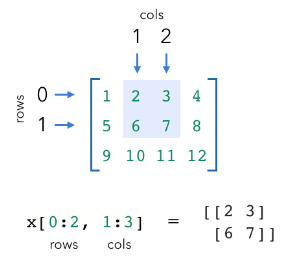 cols
1 2
rows
0
1
1 2 3 4
5 6 7 8
9 10 11 12
x[0:2, 1:3] = [[2 3]
[6 7]]
rows cols